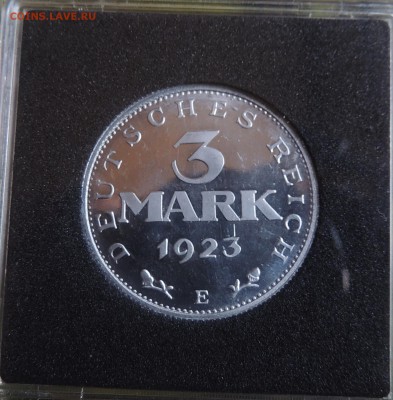 COINS.LAVE.RU
DEUTSCHES REICH
3
MARK
1923
E